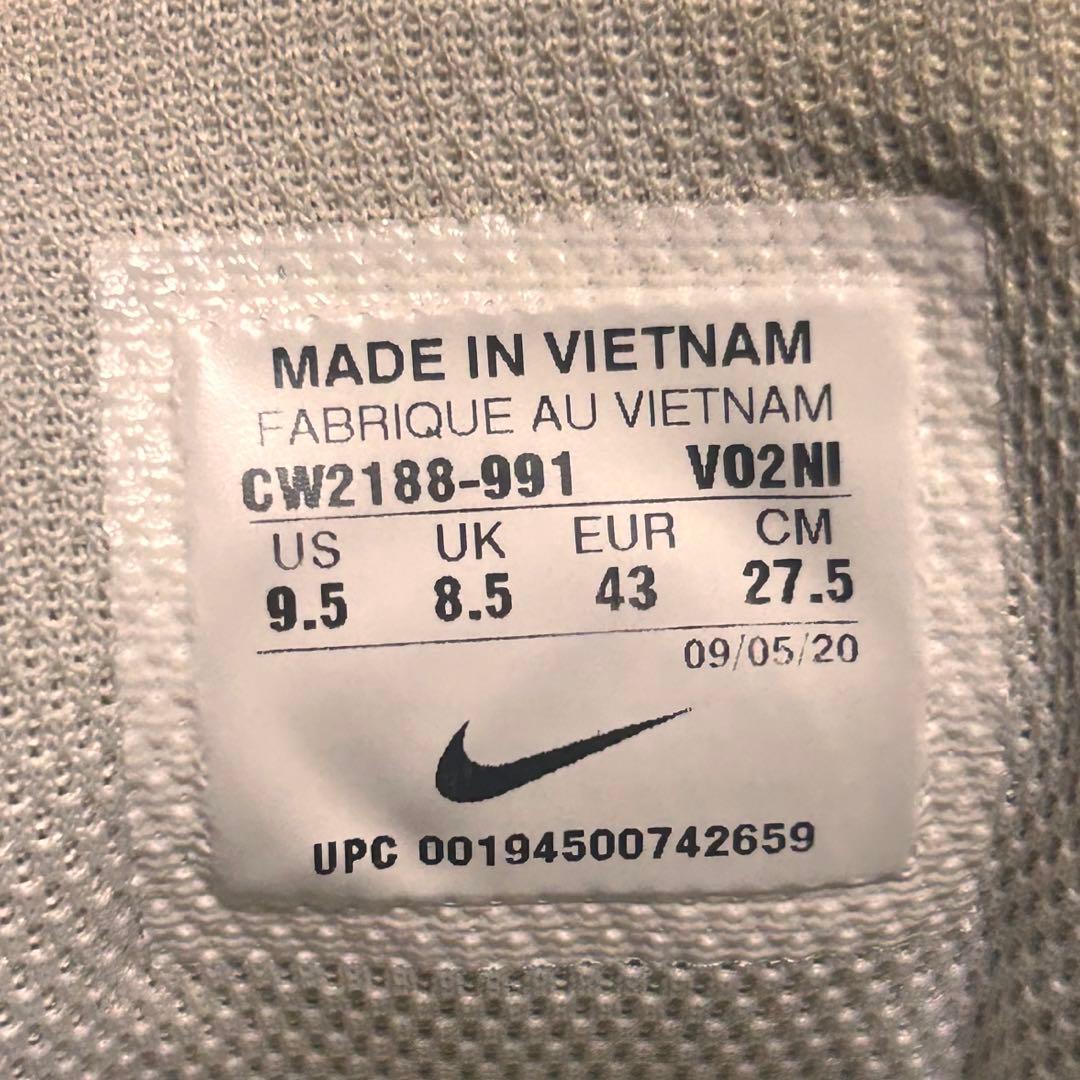 MADE IN VIETNAM
FABRIQUE AU VIETNAM
CW2188-991 VO2NI
US UK EUR CM
9.5 8.5 43 27.5
09/05/20
UPC 00194500742659